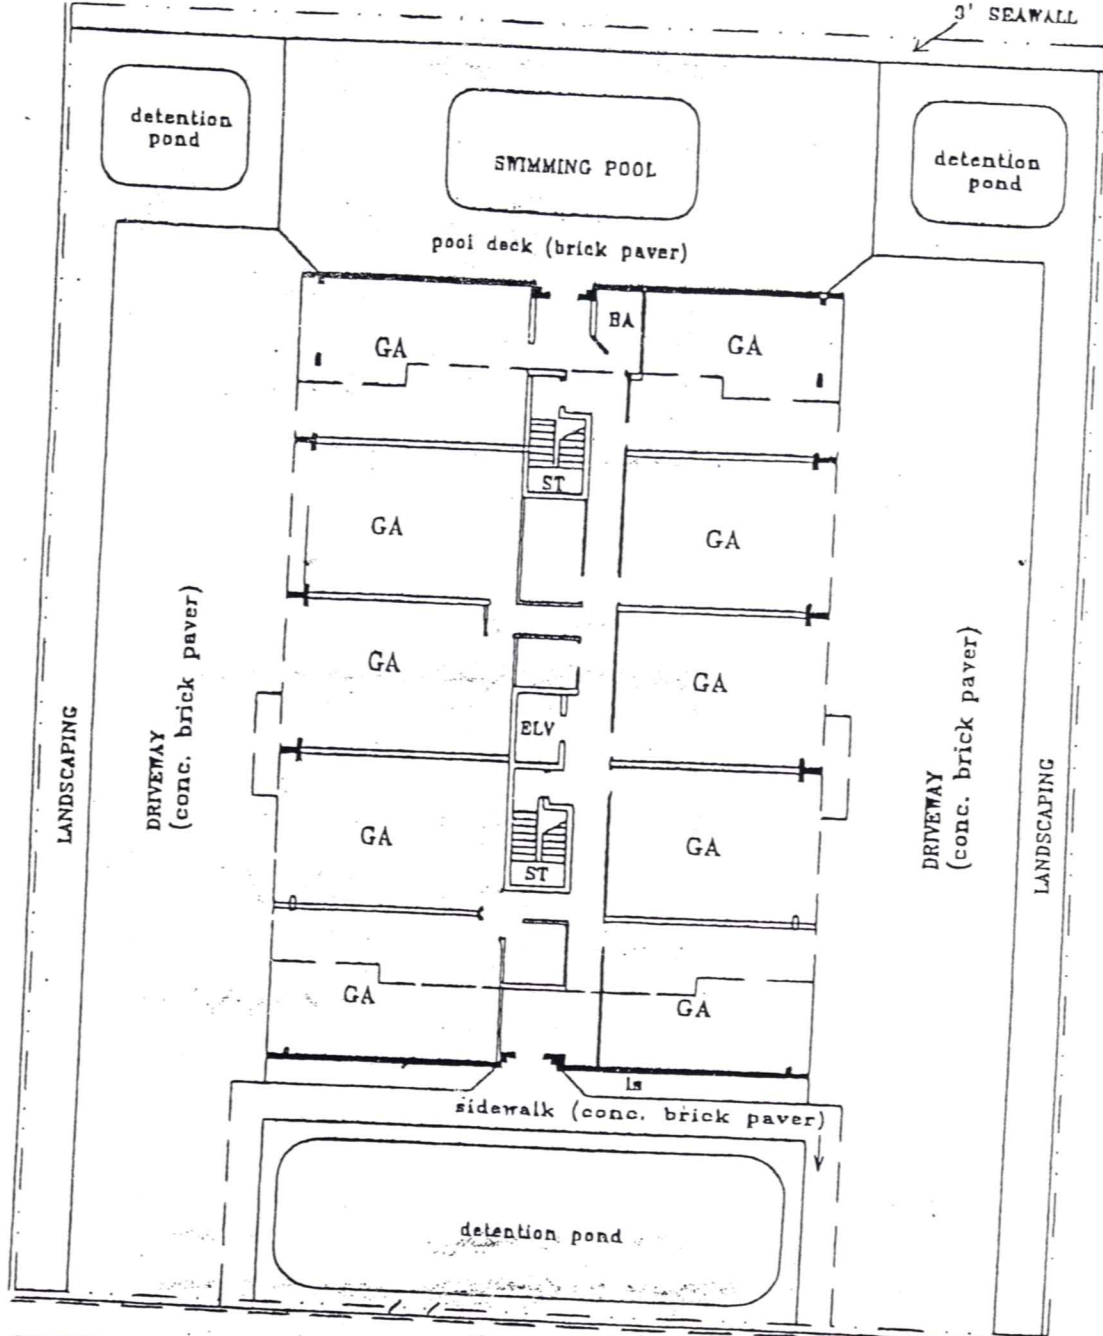 3' SEAWALL
detention
pond
SWIMMING POOL
detention
pond
pool deck (brick paver)
BA
GA
GA
ST
GA
GA
GA
GA
ELV
LANDSCAPING
DRIVEWAY
(conc. brick paver)
DRIVEWAY
(conc. brick paver)
LANDSCAPING
GA
GA
ST
GA
GA
ls
sidewalk (conc. brick paver)
detention pond